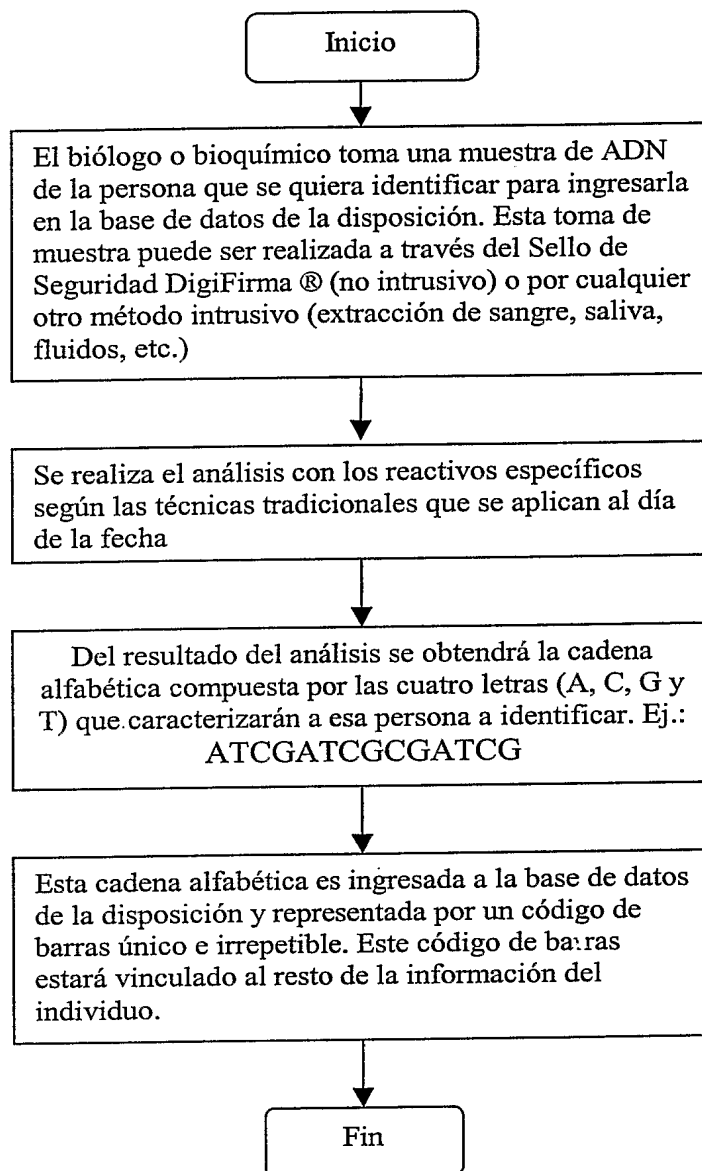 Inicio
El biólogo o bioquímico toma una muestra de ADN
de la persona que se quiera identificar para ingresarla
en la base de datos de la disposición. Esta toma de
muestra puede ser realizada a través del Sello de
Seguridad DigiFirma ® (no intrusivo) o por cualquier
otro método intrusivo (extracción de sangre, saliva,
fluidos, etc.)
Se realiza el análisis con los reactivos específicos
según las técnicas tradicionales que se aplican al día
de la fecha
Del resultado del análisis se obtendrá la cadena
alfabética compuesta por las cuatro letras (A, C, G y
T) que caracterizarán a esa persona a identificar. Ej.:
ATCGATCGCGATCG
Esta cadena alfabética es ingresada a la base de datos
de la disposición y representada por un código de
barras único e irrepetible. Este código de barras
estará vinculado al resto de la información del
individuo.
Fin